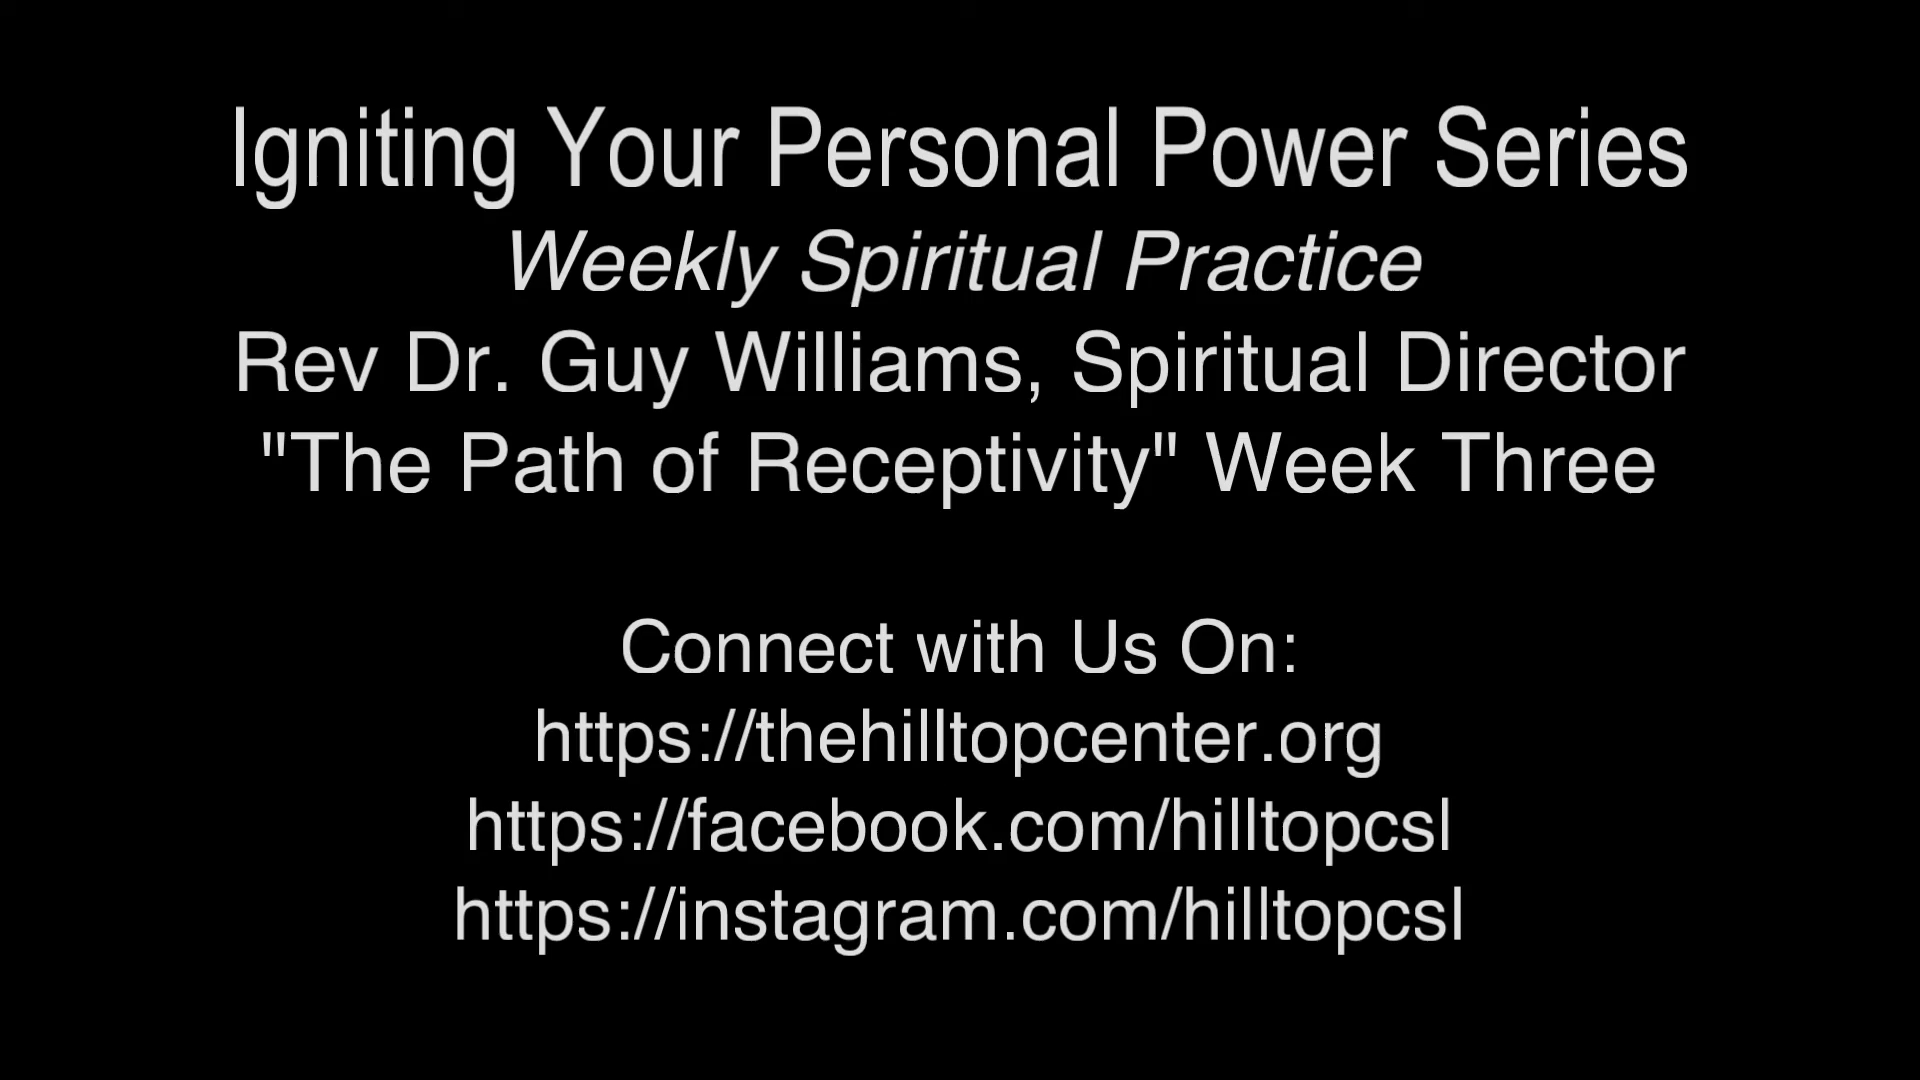 Igniting Your Personal Power Series
Weekly Spiritual Practice
Rev Dr. Guy Williams, Spiritual Director
"The Path of Receptivity" Week Three
Connect with Us On:
https://thehilltopcenter.org
https://facebook.com/hilltopcsl
https://instagram.com/hilltopcsl